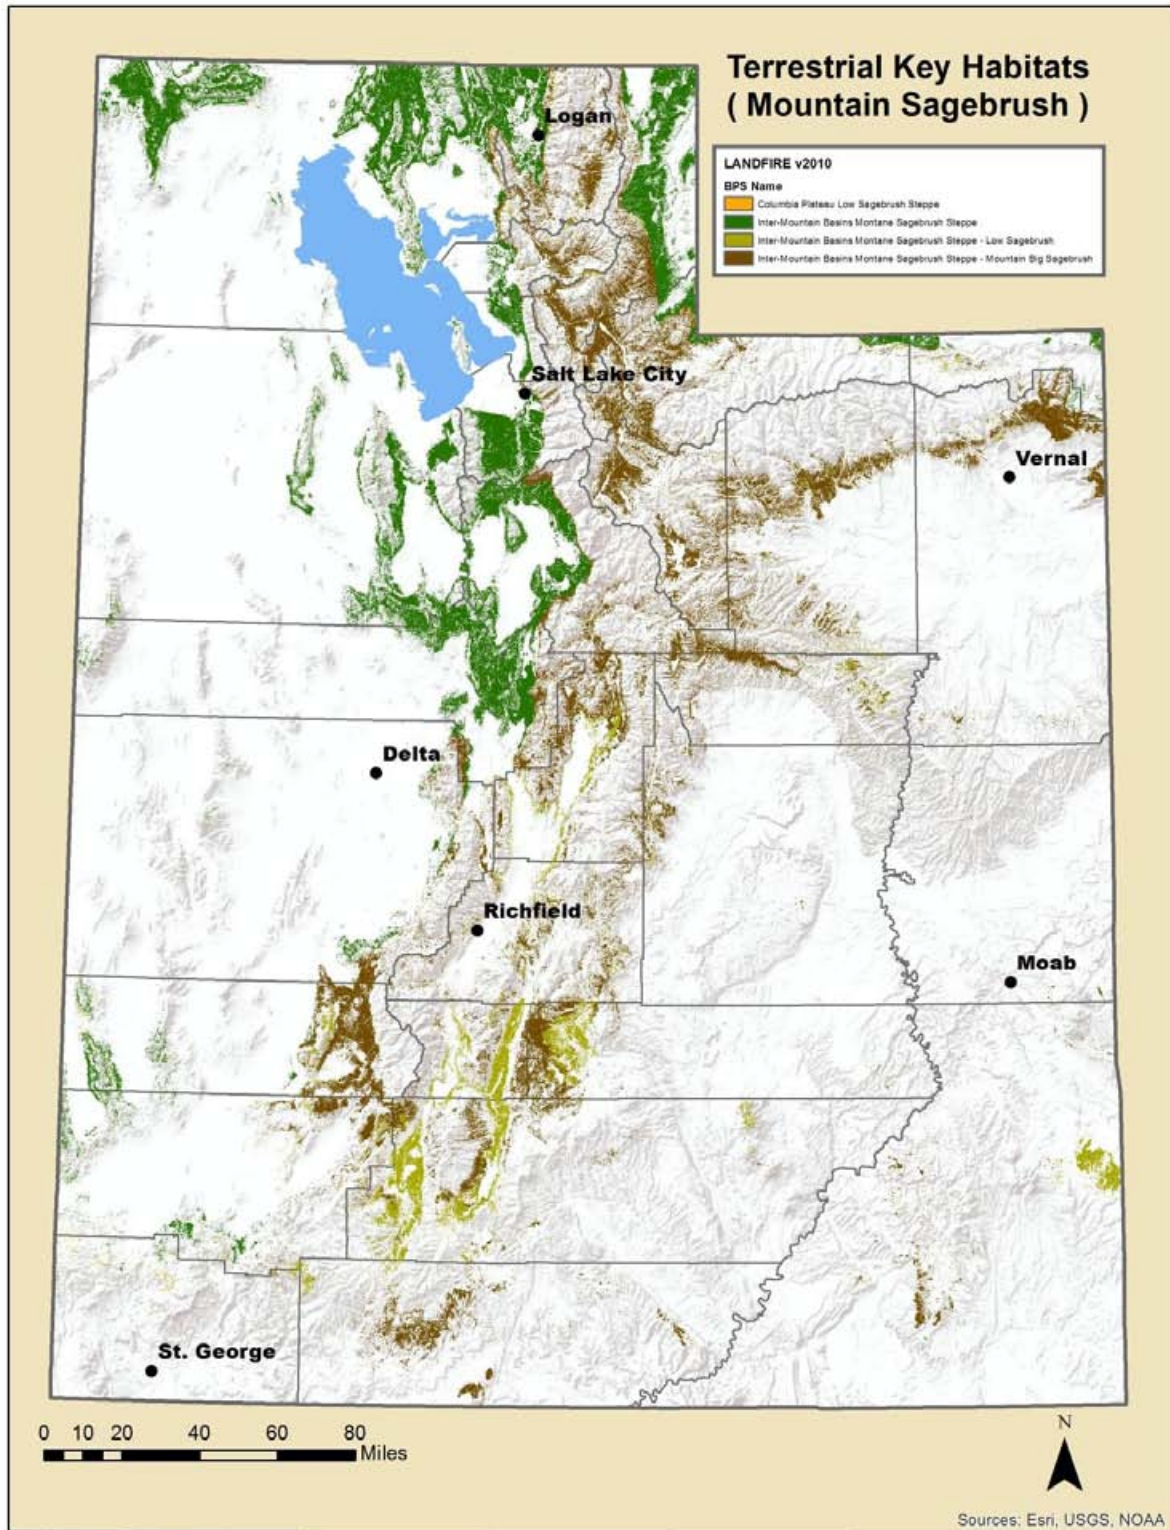 Terrestrial Key Habitats
( Mountain Sagebrush )
LANDFIRE v2010
BPS Name
Columbia Plateau Low Sagebrush Steppe
Inter-Mountain Basins Montane Sagebrush Steppe
Inter-Mountain Basins Montane Sagebrush Steppe - Low Sagebrush
Inter-Mountain Basins Montane Sagebrush Steppe - Mountain Big Sagebrush
Logan
Salt Lake City
Vernal
Delta
Richfield
Moab
St. George
0 10 20 40 60 80
Miles
N
Sources: Esri, USGS, NOAA